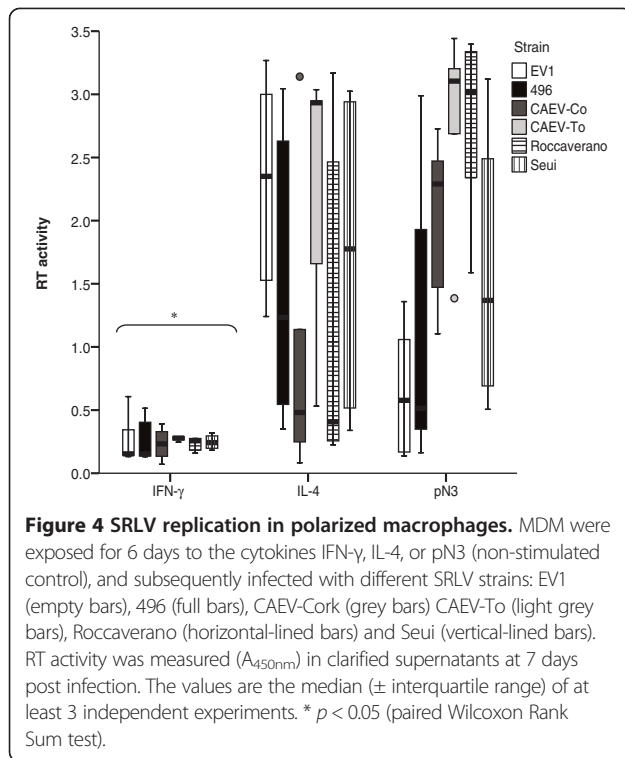 3.5
3.0
2.5
2.0
1.5
1.0
0.5
0.0
RT activity
*
IFN-γ
IL-4
pN3
Strain
EV1
496
CAEV-Co
CAEV-To
Roccaverano
Seui
Figure 4 SRLV replication in polarized macrophages. MDM were
exposed for 6 days to the cytokines IFN-γ, IL-4, or pN3 (non-stimulated
control), and subsequently infected with different SRLV strains: EV1
(empty bars), 496 (full bars), CAEV-Cork (grey bars) CAEV-To (light grey
bars), Roccaverano (horizontal-lined bars) and Seui (vertical-lined bars).
RT activity was measured (A450nm) in clarified supernatants at 7 days
post infection. The values are the median (± interquartile range) of at
least 3 independent experiments. * p < 0.05 (paired Wilcoxon Rank
Sum test).